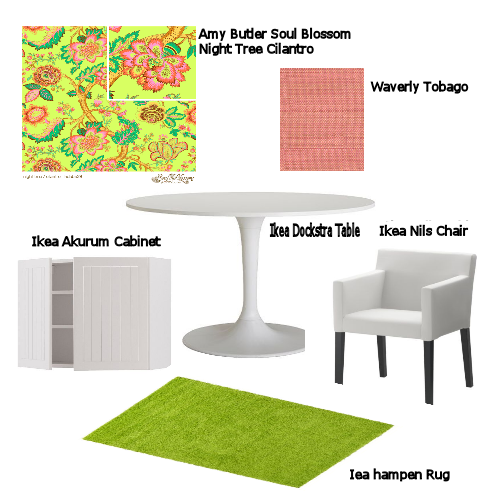 Amy Butler Soul Blossom
Night Tree Cilantro
Waverly Tobago
Ikea Akurum Cabinet
Ikea Dockstra Table
Ikea Nils Chair
Iea hampen Rug